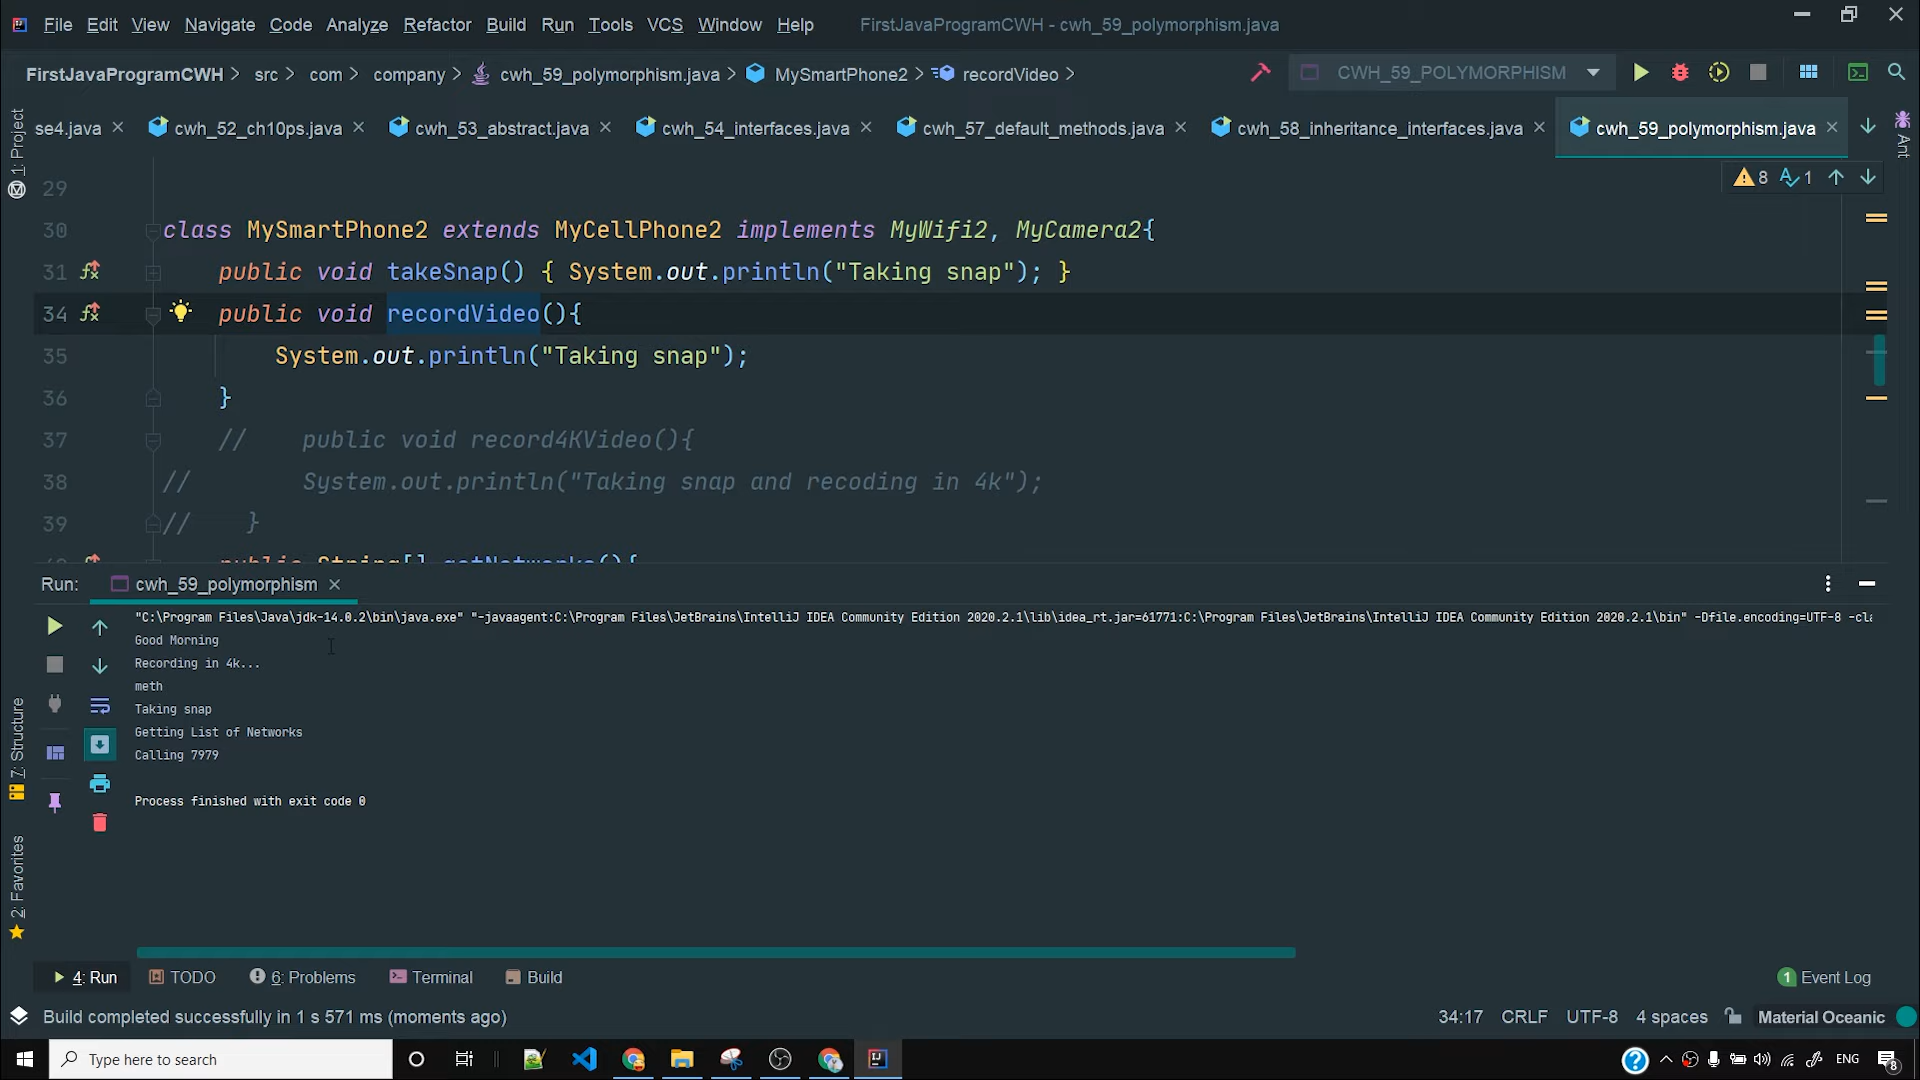 File Edit View Navigate Code Analyze Refactor Build Run Tools VCS Window Help FirstJavaProgramCWH - cwh_59_polymorphism.java
FirstJavaProgramCWH > src > com > company > cwh_59_polymorphism.java > MySmartPhone2 > recordVideo > CWH_59_POLYMORPHISM
se4.java cwh_52_ch10ps.java cwh_53_abstract.java cwh_54_interfaces.java cwh_57_default_methods.java cwh_58_inheritance_interfaces.java cwh_59_polymorphism.java
1: Project
Ant
8 1
29
30 class MySmartPhone2 extends MyCellPhone2 implements MyWifi2, MyCamera2{
31 public void takeSnap() { System.out.println("Taking snap"); }
34 public void recordVideo(){
35 System.out.println("Taking snap");
36 }
37 // public void record4KVideo(){
38 // System.out.println("Taking snap and recoding in 4k");
39 // }
public String[] getNetworks(){
Run: cwh_59_polymorphism
"C:\Program Files\Java\jdk-14.0.2\bin\java.exe" "-javaagent:C:\Program Files\JetBrains\IntelliJ IDEA Community Edition 2020.2.1\lib\idea_rt.jar=61771:C:\Program Files\JetBrains\IntelliJ IDEA Community Edition 2020.2.1\bin" -Dfile.encoding=UTF-8 -cla
Good Morning
Recording in 4k...
meth
Taking snap
Getting List of Networks
Calling 7979
Process finished with exit code 0
7: Structure
2: Favorites
4: Run TODO 6: Problems Terminal Build 1 Event Log
Build completed successfully in 1 s 571 ms (moments ago) 34:17 CRLF UTF-8 4 spaces Material Oceanic
Type here to search ENG 8